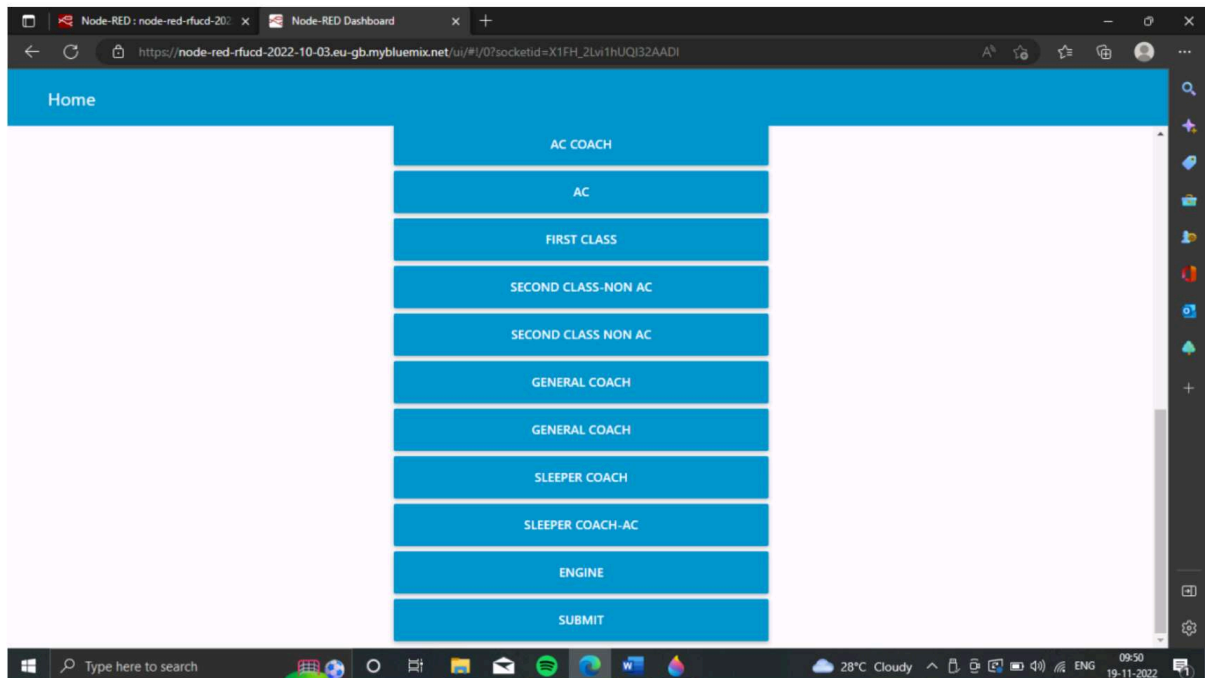 Node-RED : node-red-rfucd-202
Node-RED Dashboard
https://node-red-rfucd-2022-10-03.eu-gb.mybluemix.net/ui/#!/0?socketid=X1FH_2Lvi1hUQI32AADI
Home
AC COACH
AC
FIRST CLASS
SECOND CLASS-NON AC
SECOND CLASS NON AC
GENERAL COACH
GENERAL COACH
SLEEPER COACH
SLEEPER COACH-AC
ENGINE
SUBMIT
Type here to search
28°C Cloudy
ENG
09:50
19-11-2022